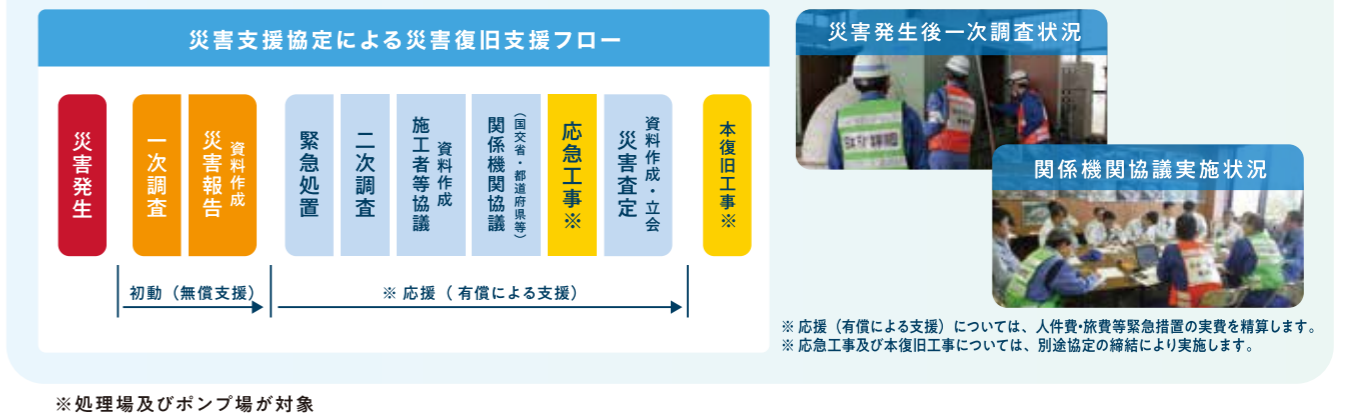 災害支援協定による災害復旧支援フロー
災害発生
一次調査
災害報告
資料作成
緊急処置
二次調査
施工者等協議
資料作成
関係機関協議
（国交省・都道府県等）
応急工事※
災害査定
資料作成・立会
本復旧工事※
初動（無償支援）
※ 応援（ 有償による支援）
災害発生後一次調査状況
関係機関協議実施状況
※ 応援（有償による支援）については、人件費・旅費等緊急措置の実費を精算します。
※ 応急工事及び本復旧工事については、別途協定の締結により実施します。
※処理場及びポンプ場が対象